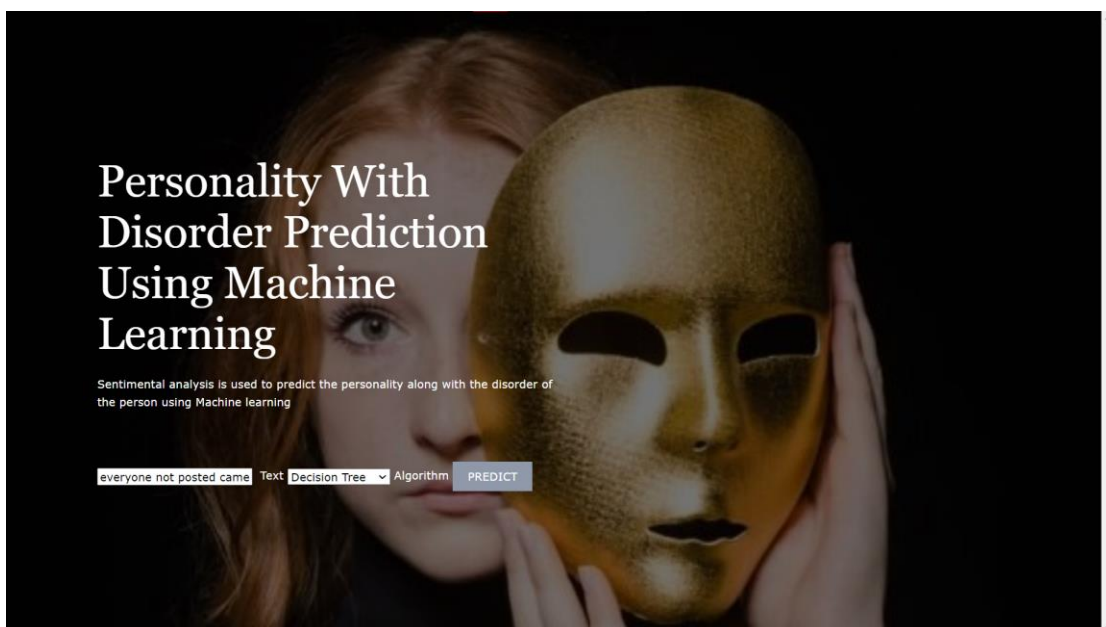 Personality With
Disorder Prediction
Using Machine
Learning
Sentimental analysis is used to predict the personality along with the disorder of
the person using Machine learning
everyone not posted came Text Decision Tree Algorithm PREDICT